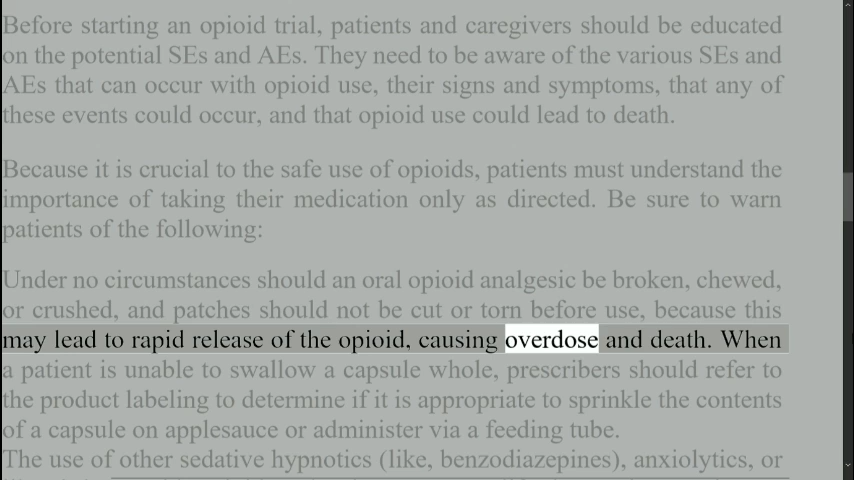 Before starting an opioid trial, patients and caregivers should be educated
on the potential SEs and AEs. They need to be aware of the various SEs and
AEs that can occur with opioid use, their signs and symptoms, that any of
these events could occur, and that opioid use could lead to death.
Because it is crucial to the safe use of opioids, patients must understand the
importance of taking their medication only as directed. Be sure to warn
patients of the following:
Under no circumstances should an oral opioid analgesic be broken, chewed,
or crushed, and patches should not be cut or torn before use, because this
may lead to rapid release of the opioid, causing overdose and death. When
a patient is unable to swallow a capsule whole, prescribers should refer to
the product labeling to determine if it is appropriate to sprinkle the contents
of a capsule on applesauce or administer via a feeding tube.
The use of other sedative hypnotics (like, benzodiazepines), anxiolytics, or